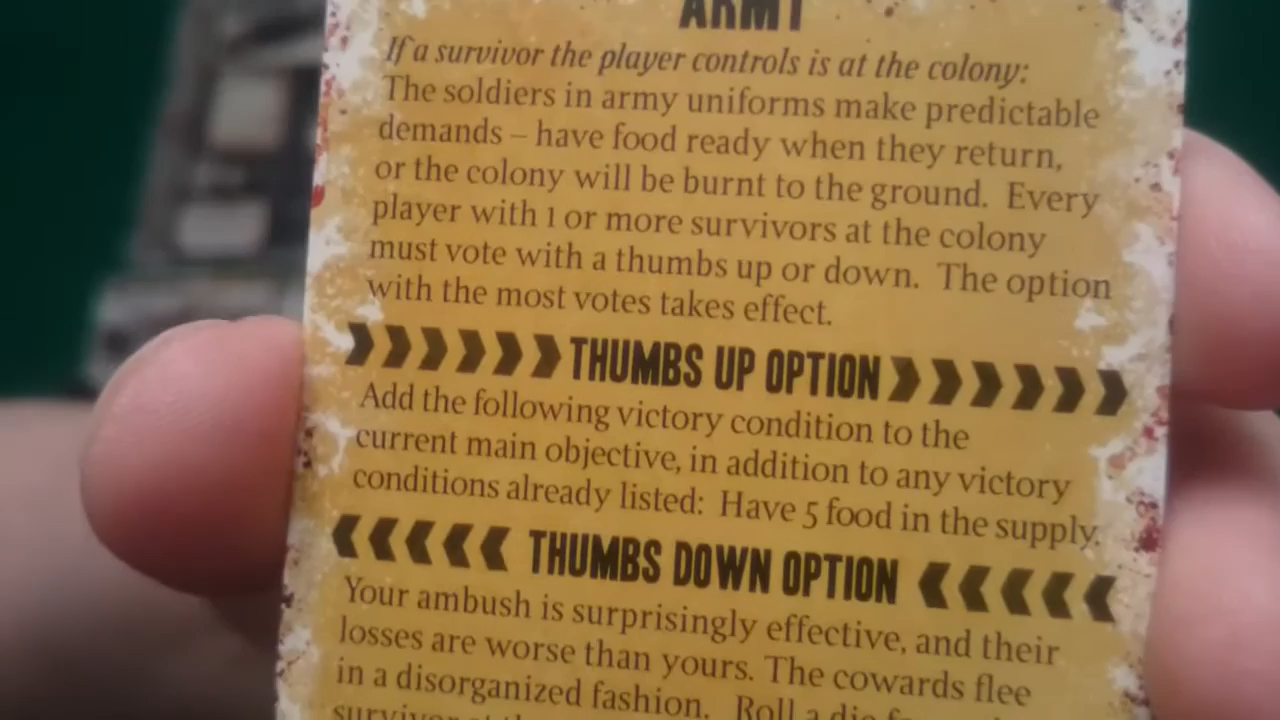 ARMY
If a survivor the player controls is at the colony:
The soldiers in army uniforms make predictable
demands – have food ready when they return,
or the colony will be burnt to the ground. Every
player with 1 or more survivors at the colony
must vote with a thumbs up or down. The option
with the most votes takes effect.
THUMBS UP OPTION
Add the following victory condition to the
current main objective, in addition to any victory
conditions already listed: Have 5 food in the supply.
THUMBS DOWN OPTION
Your ambush is surprisingly effective, and their
losses are worse than yours. The cowards flee
in a disorganized fashion. Roll a die